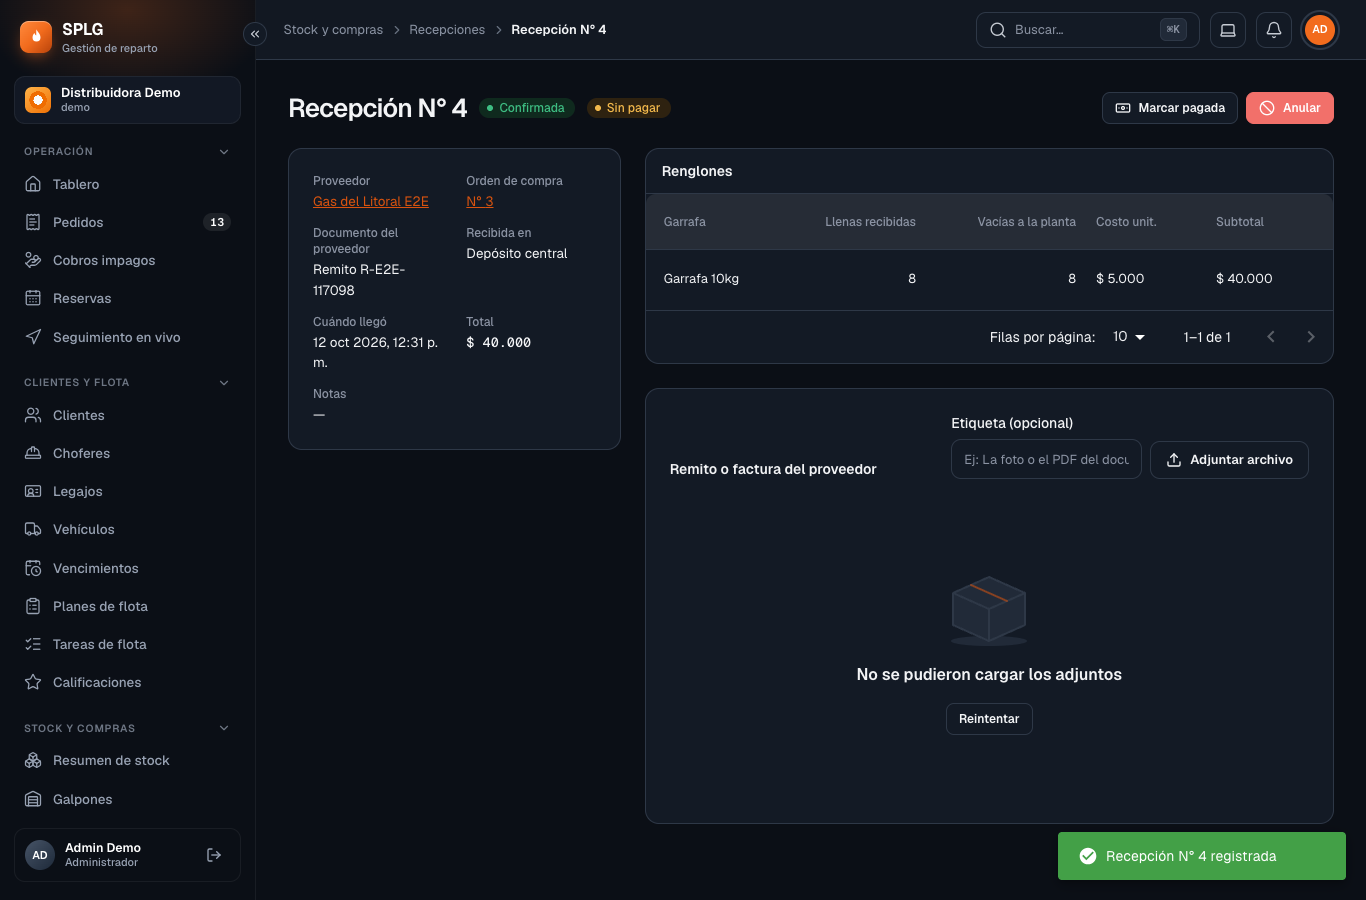 SPLG
Gestión de reparto
Distribuidora Demo
demo
OPERACIÓN
Tablero
Pedidos 13
Cobros impagos
Reservas
Seguimiento en vivo
CLIENTES Y FLOTA
Clientes
Choferes
Legajos
Vehículos
Vencimientos
Planes de flota
Tareas de flota
Calificaciones
STOCK Y COMPRAS
Resumen de stock
Galpones
AD
Admin Demo
Administrador
Stock y compras > Recepciones > Recepción N° 4
Buscar... ⌘K
AD
Recepción N° 4 Confirmada Sin pagar
Marcar pagada
Anular
Proveedor
Gas del Litoral E2E
Orden de compra
N° 3
Documento del
proveedor
Remito R-E2E-
117098
Recibida en
Depósito central
Cuándo llegó
12 oct 2026, 12:31 p.
m.
Total
$ 40.000
Notas
—
Renglones
Garrafa Llenas recibidas Vacías a la planta Costo unit. Subtotal
Garrafa 10kg 8 8 $ 5.000 $ 40.000
Filas por página: 10 1–1 de 1
Etiqueta (opcional)
Remito o factura del proveedor
Ej: La foto o el PDF del docu
Adjuntar archivo
No se pudieron cargar los adjuntos
Reintentar
Recepción N° 4 registrada